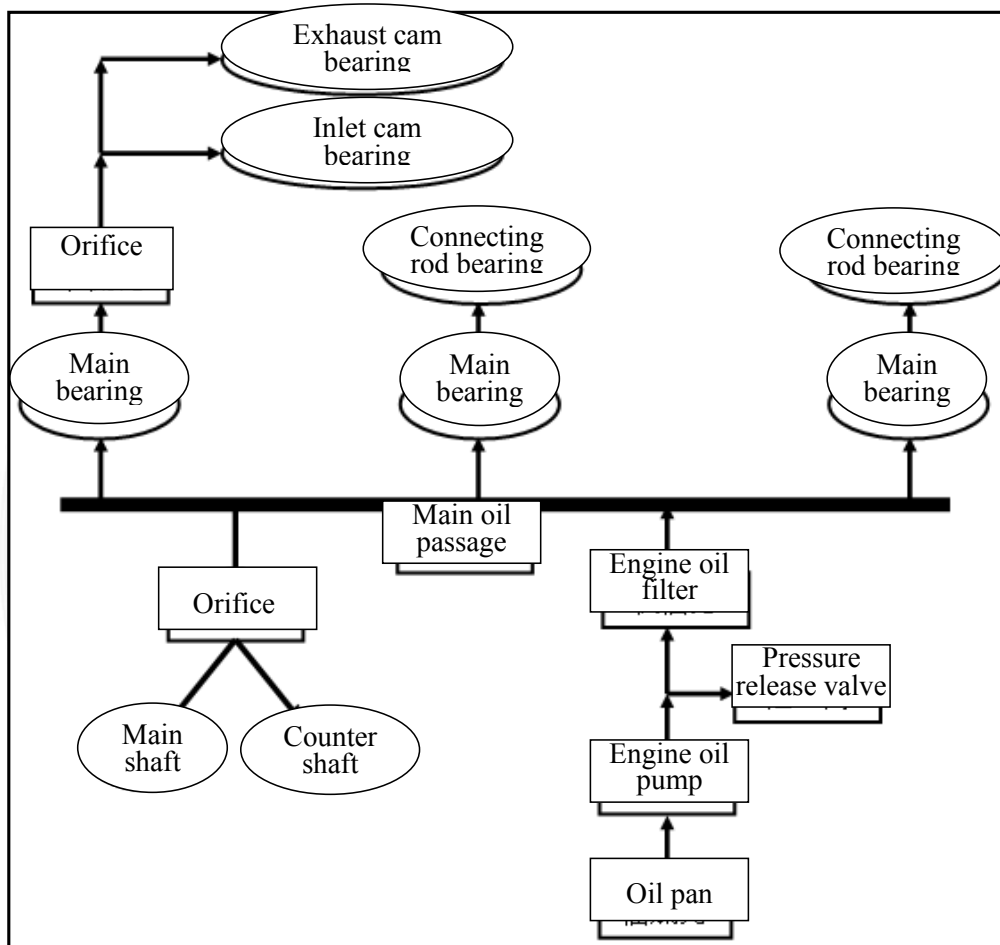 Exhaust cam
bearing
Inlet cam
bearing
Orifice
Connecting
rod bearing
Connecting
rod bearing
Main
bearing
Main
bearing
Main
bearing
Main oil
passage
Engine oil
filter
Orifice
Pressure
release valve
Main
shaft
Counter
shaft
Engine oil
pump
Oil pan